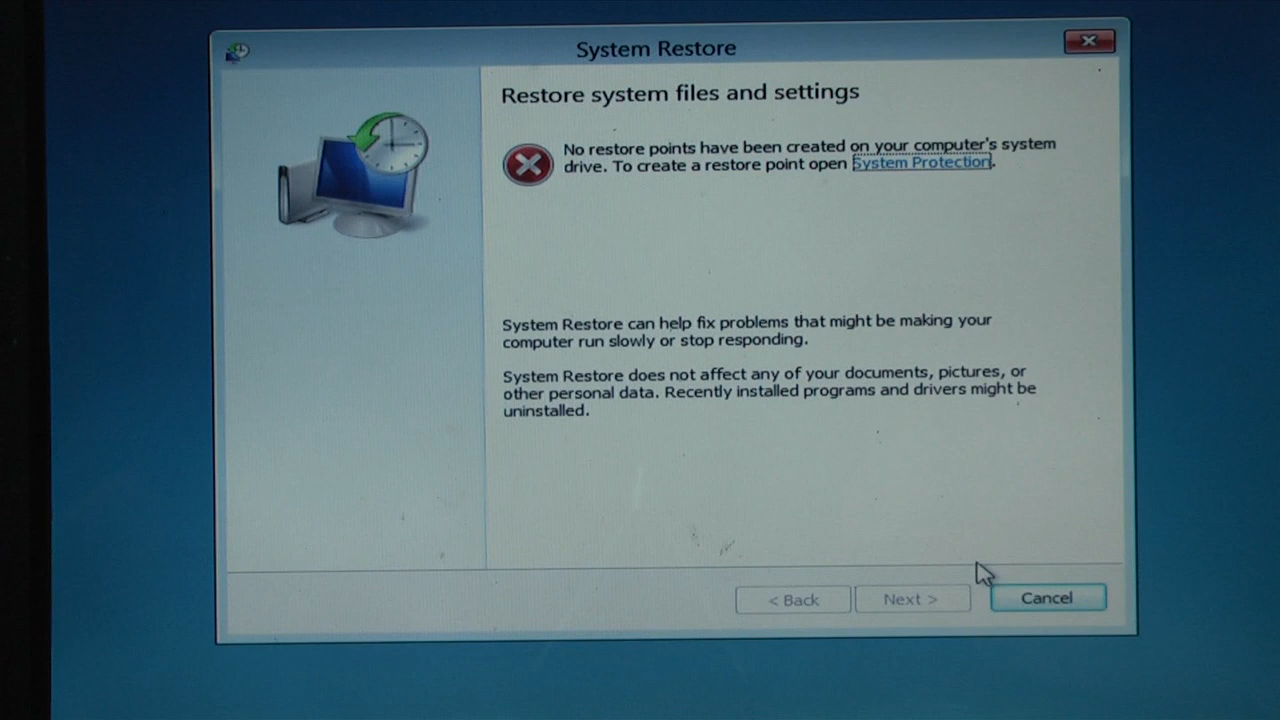 System Restore
Restore system files and settings
No restore points have been created on your computer's system
drive. To create a restore point open System Protection.
System Restore can help fix problems that might be making your
computer run slowly or stop responding.
System Restore does not affect any of your documents, pictures, or
other personal data. Recently installed programs and drivers might be
uninstalled.
< Back Next > Cancel